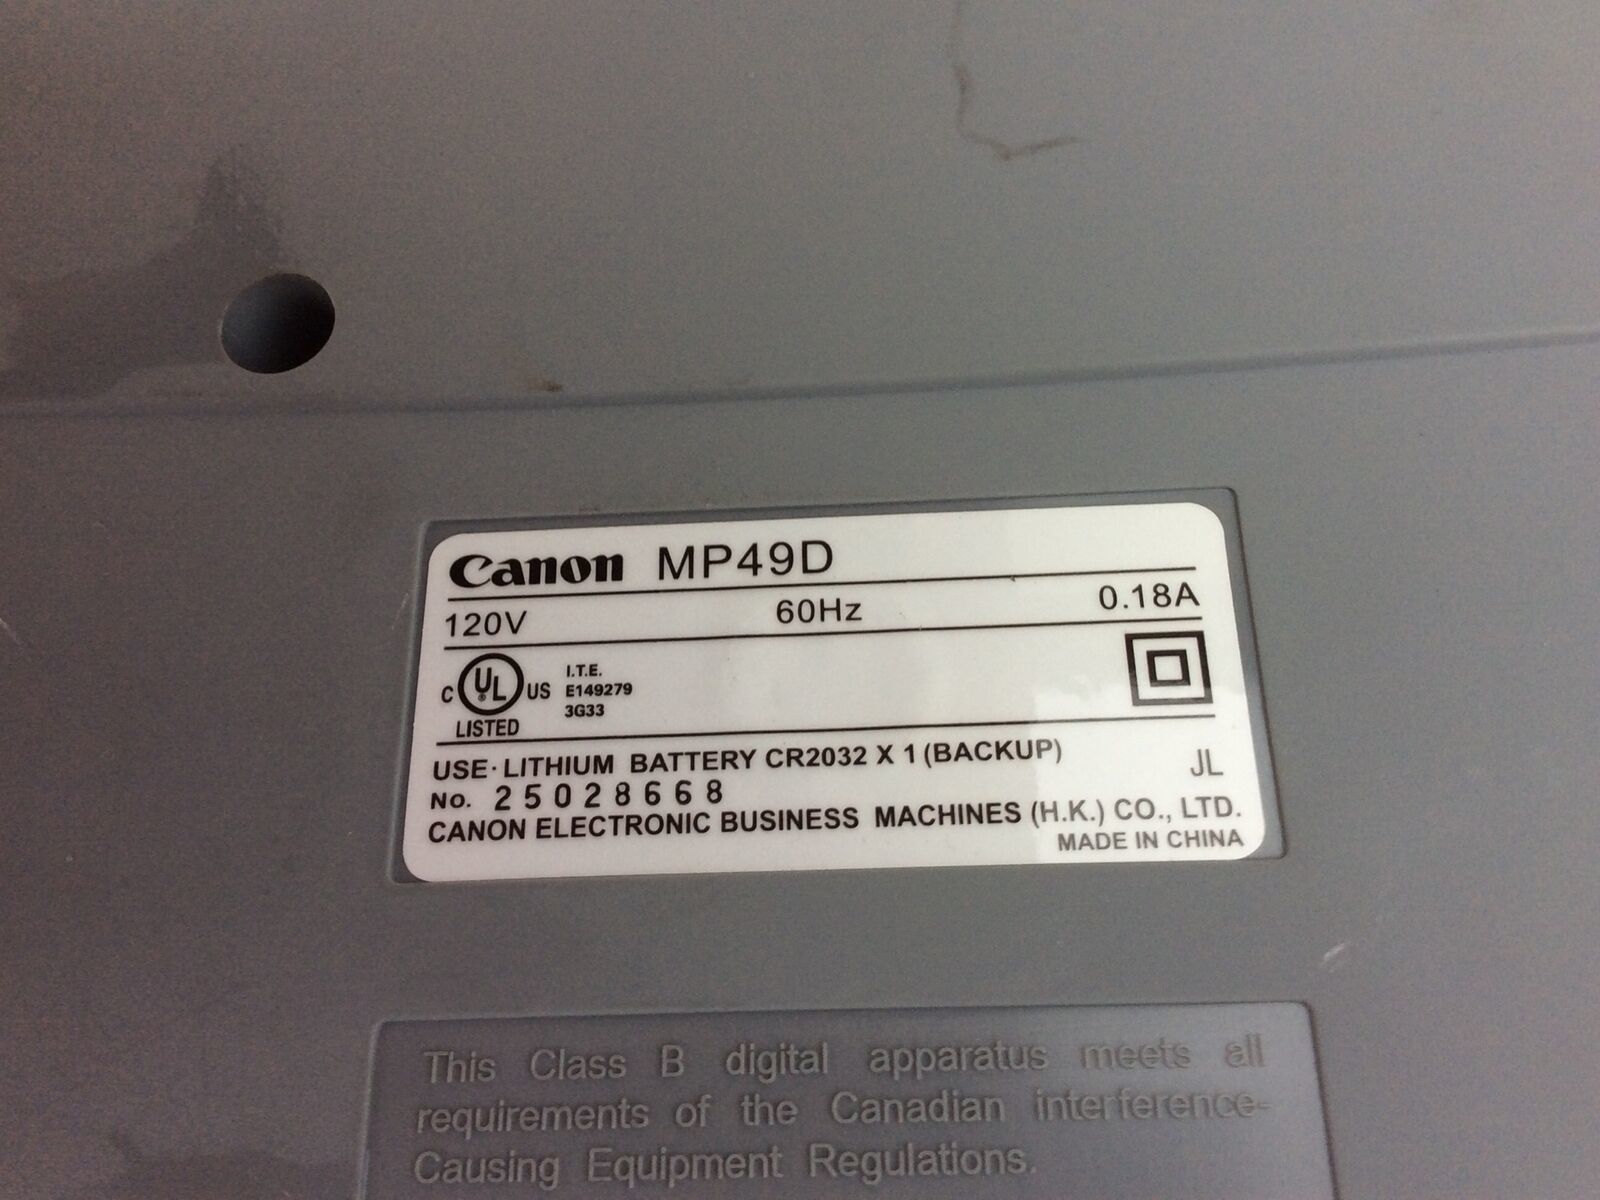 Canon MP49D
120V 60Hz 0.18A
C UL US I.T.E.
E149279
LISTED 3G33
USE·LITHIUM BATTERY CR2032 X 1 (BACKUP) JL
No. 25028668
CANON ELECTRONIC BUSINESS MACHINES (H.K.) CO., LTD.
MADE IN CHINA
This Class B digital apparatus meets all
requirements of the Canadian interference-
Causing Equipment Regulations.